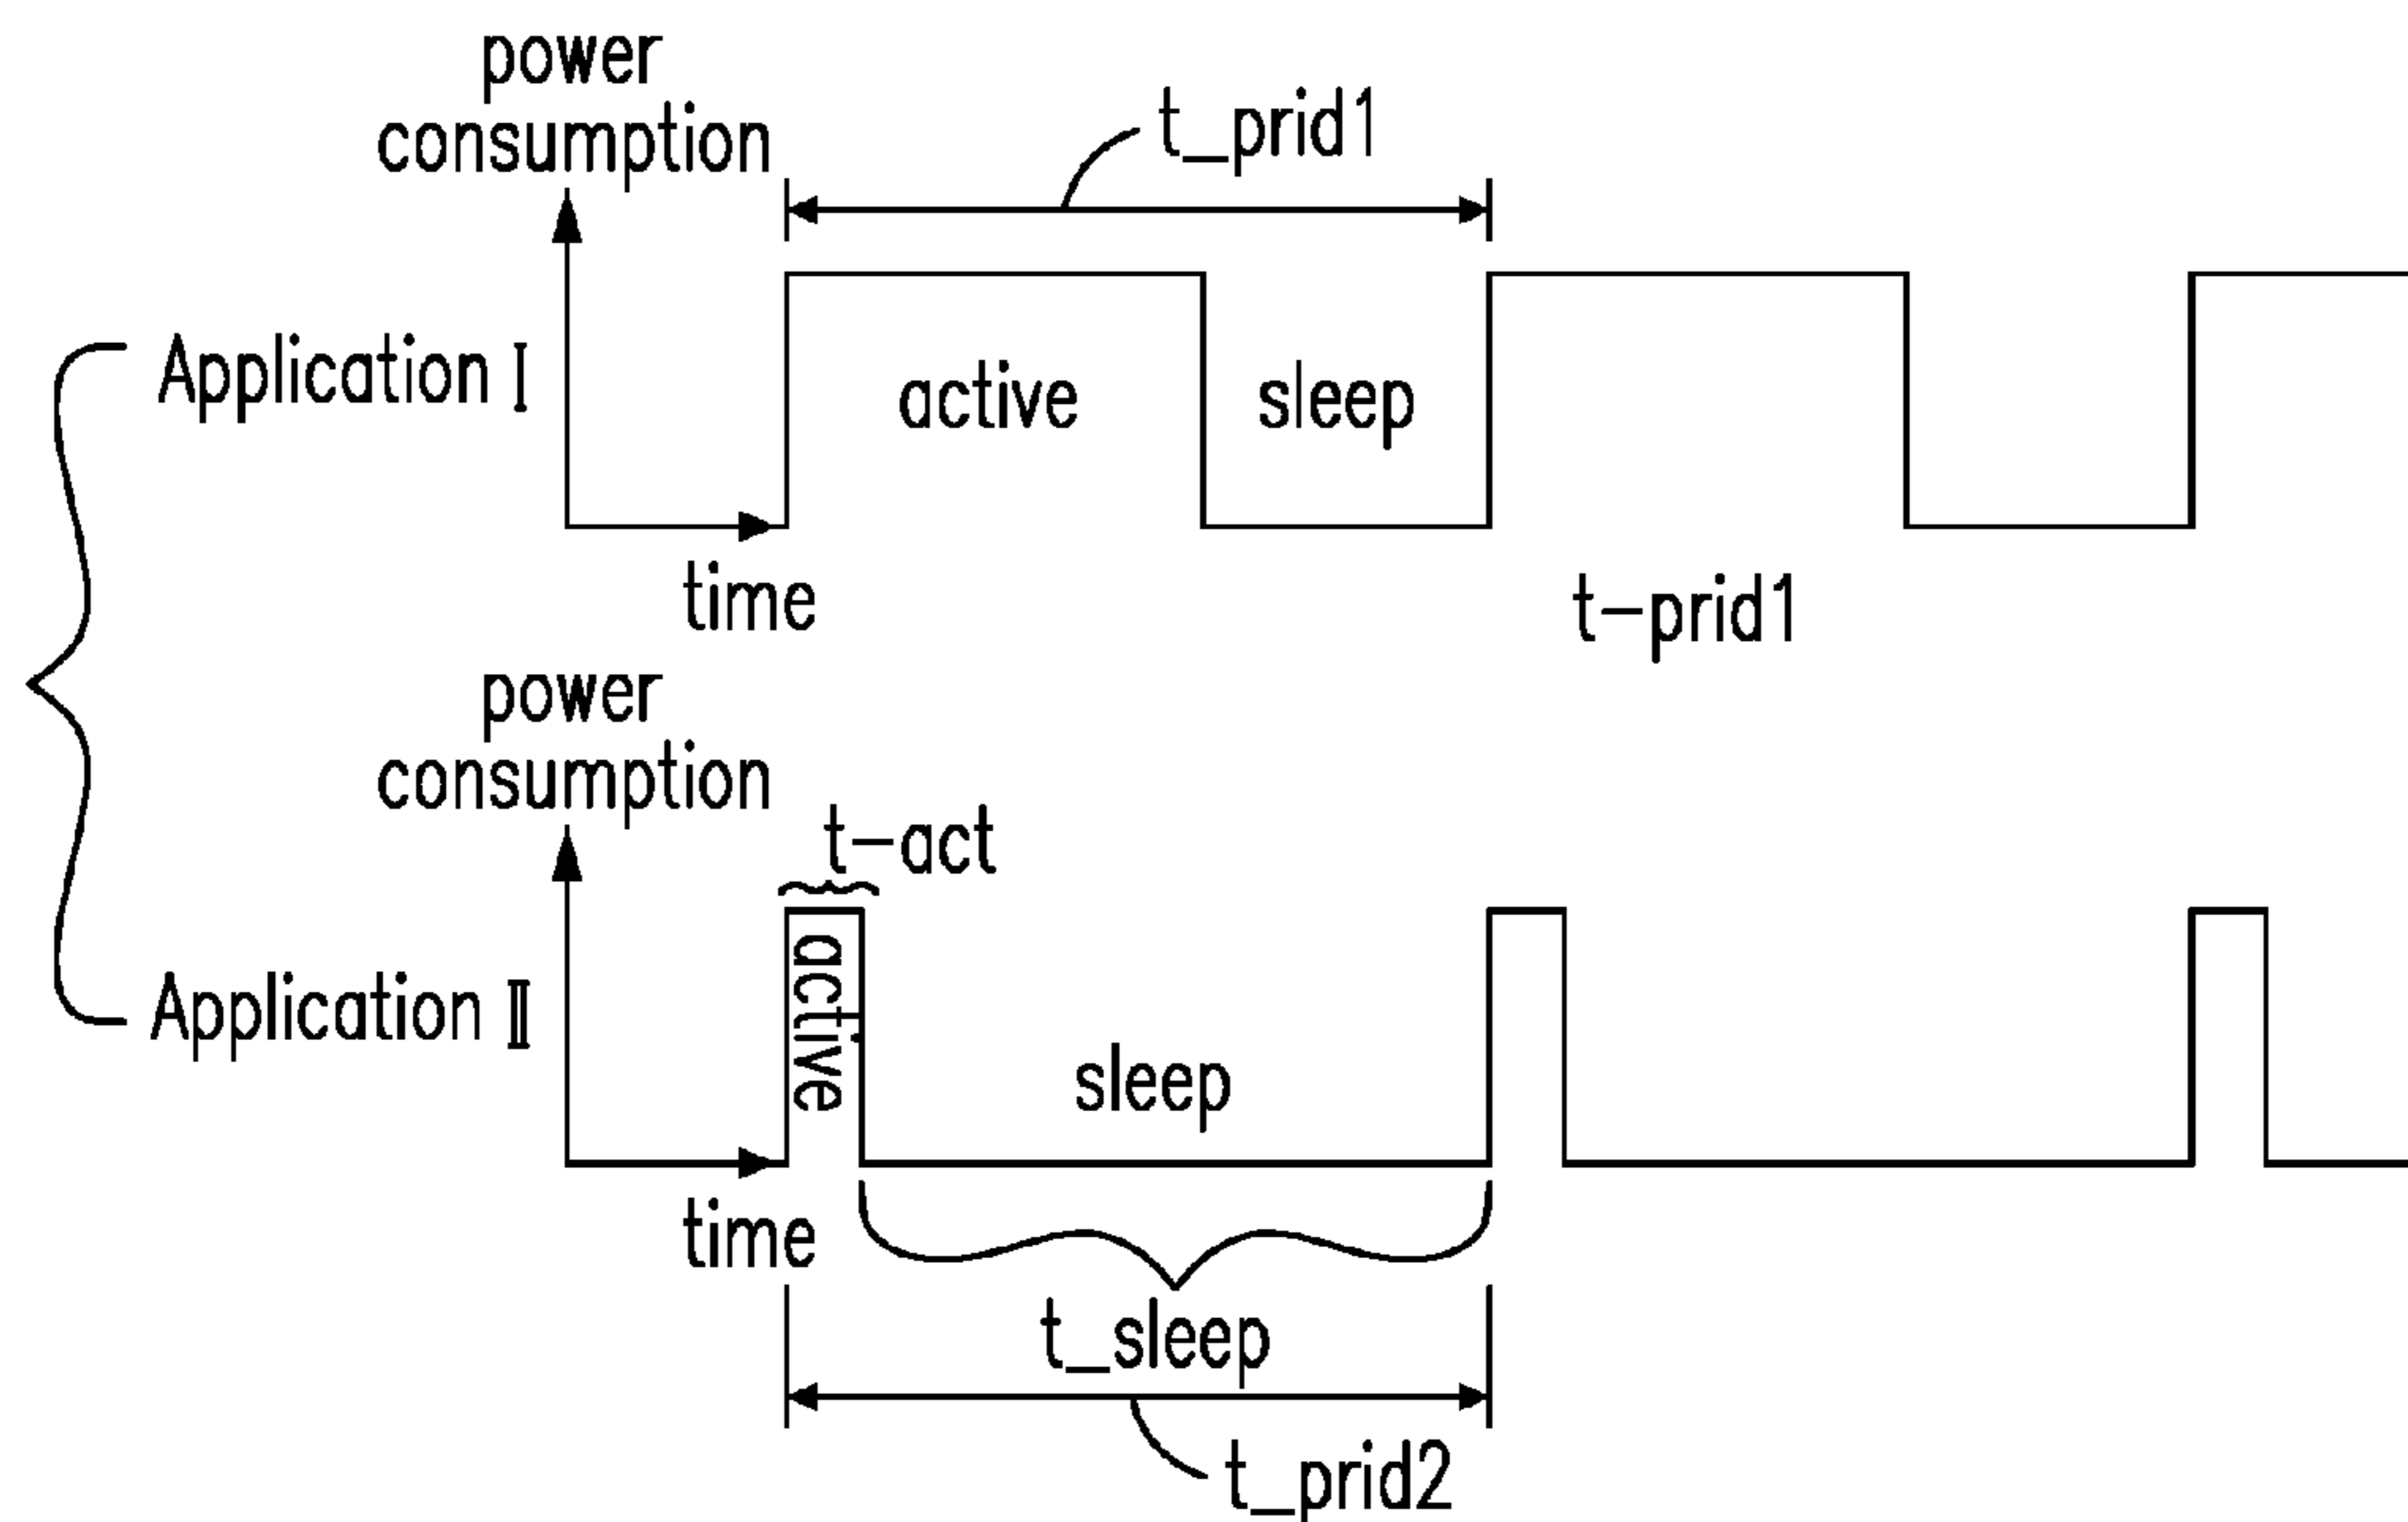 power
consumption
t_prid1
Application I
active
sleep
time
t-prid1
power
consumption
t-act
Application II
active
sleep
time
t_sleep
t_prid2